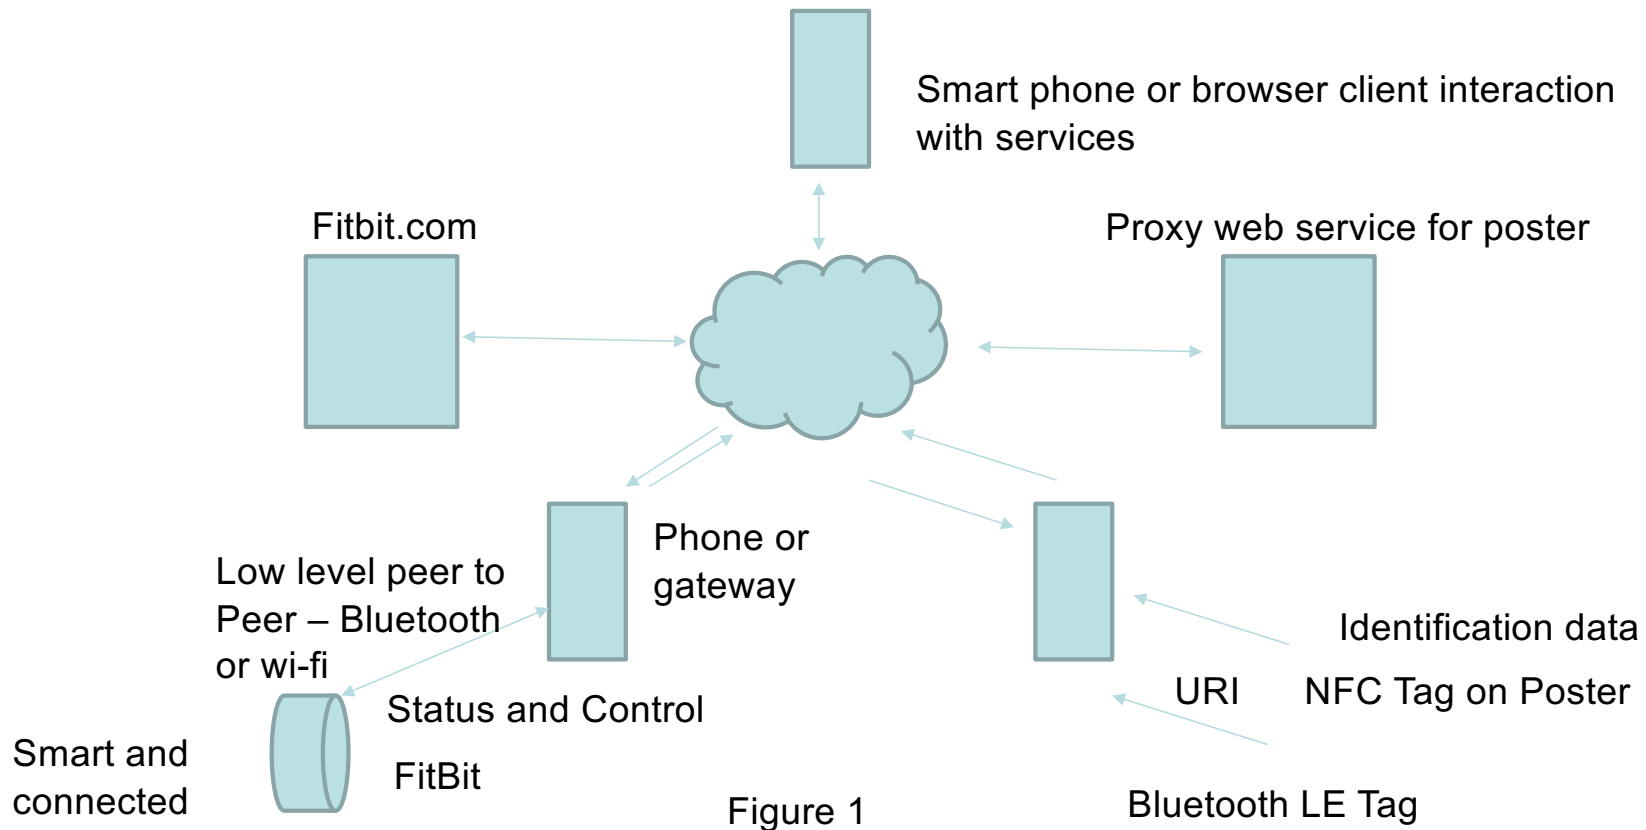 Smart phone or browser client interaction
with services
Fitbit.com
Proxy web service for poster
Phone or
gateway
Low level peer to
Peer – Bluetooth
or wi-fi
Identification data
URI
NFC Tag on Poster
Status and Control
Smart and
connected
FitBit
Figure 1
Bluetooth LE Tag